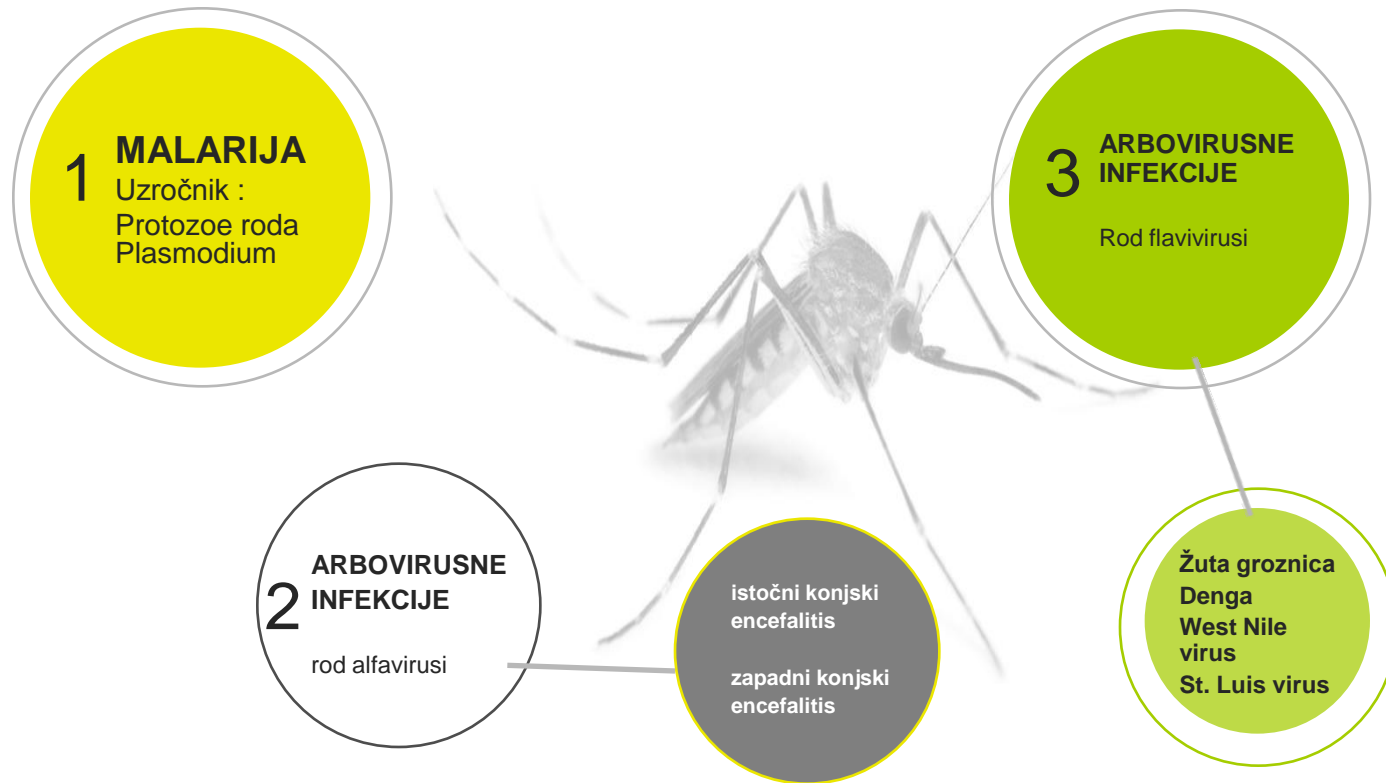 1
MALARIJA
Uzročnik :
Protozoe roda
Plasmodium
2
ARBOVIRUSNE
INFEKCIJE
rod alfavirusi
istočni konjski
encefalitis
zapadni konjski
encefalitis
3
ARBOVIRUSNE
INFEKCIJE
Rod flavivirusi
Žuta groznica
Denga
West Nile
virus
St. Luis virus